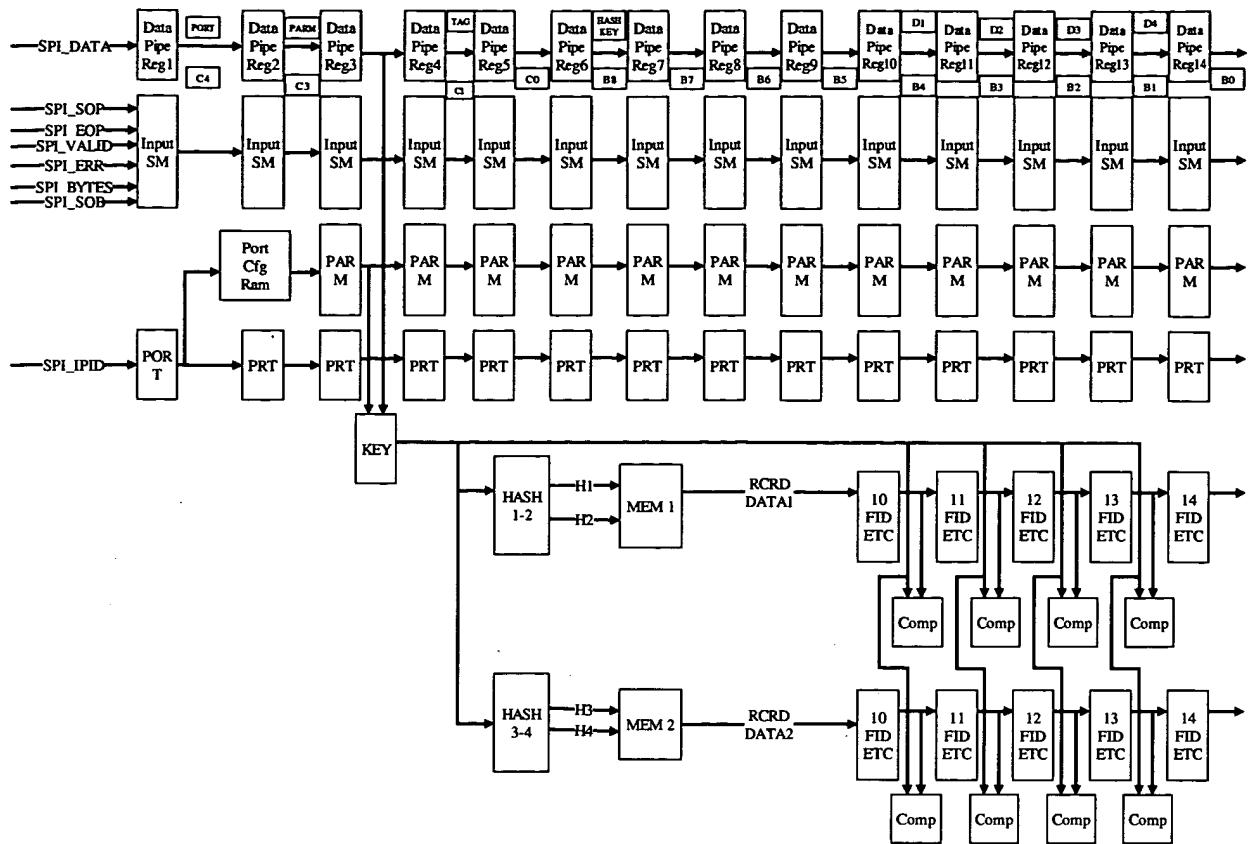 SPI_DATA
Data Pipe Reg1
PORT
C4
Data Pipe Reg2
PARM
C3
Data Pipe Reg3
Data Pipe Reg4
TAG
C1
Data Pipe Reg5
C0
Data Pipe Reg6
HASH KEY
B8
Data Pipe Reg7
B7
Data Pipe Reg8
B6
Data Pipe Reg9
B5
Data Pipe Reg10
D1
B4
Data Pipe Reg11
D2
B3
Data Pipe Reg12
D3
B2
Data Pipe Reg13
D4
B1
Data Pipe Reg14
B0
SPI_SOP
SPI_EOP
SPI_VALID
SPI_ERR
SPI_BYTES
SPI_SOB
Input SM
Input SM
Input SM
Input SM
Input SM
Input SM
Input SM
Input SM
Input SM
Input SM
Input SM
Input SM
Input SM
Input SM
Port Cfg Ram
PAR M
PAR M
PAR M
PAR M
PAR M
PAR M
PAR M
PAR M
PAR M
PAR M
PAR M
PAR M
SPI_IPID
POR T
PRT
PRT
PRT
PRT
PRT
PRT
PRT
PRT
PRT
PRT
PRT
PRT
PRT
KEY
HASH 1-2
H1
H2
MEM 1
RCRD DATA1
10 FID ETC
11 FID ETC
12 FID ETC
13 FID ETC
14 FID ETC
Comp
Comp
Comp
Comp
HASH 3-4
H3
H4
MEM 2
RCRD DATA2
10 FID ETC
11 FID ETC
12 FID ETC
13 FID ETC
14 FID ETC
Comp
Comp
Comp
Comp